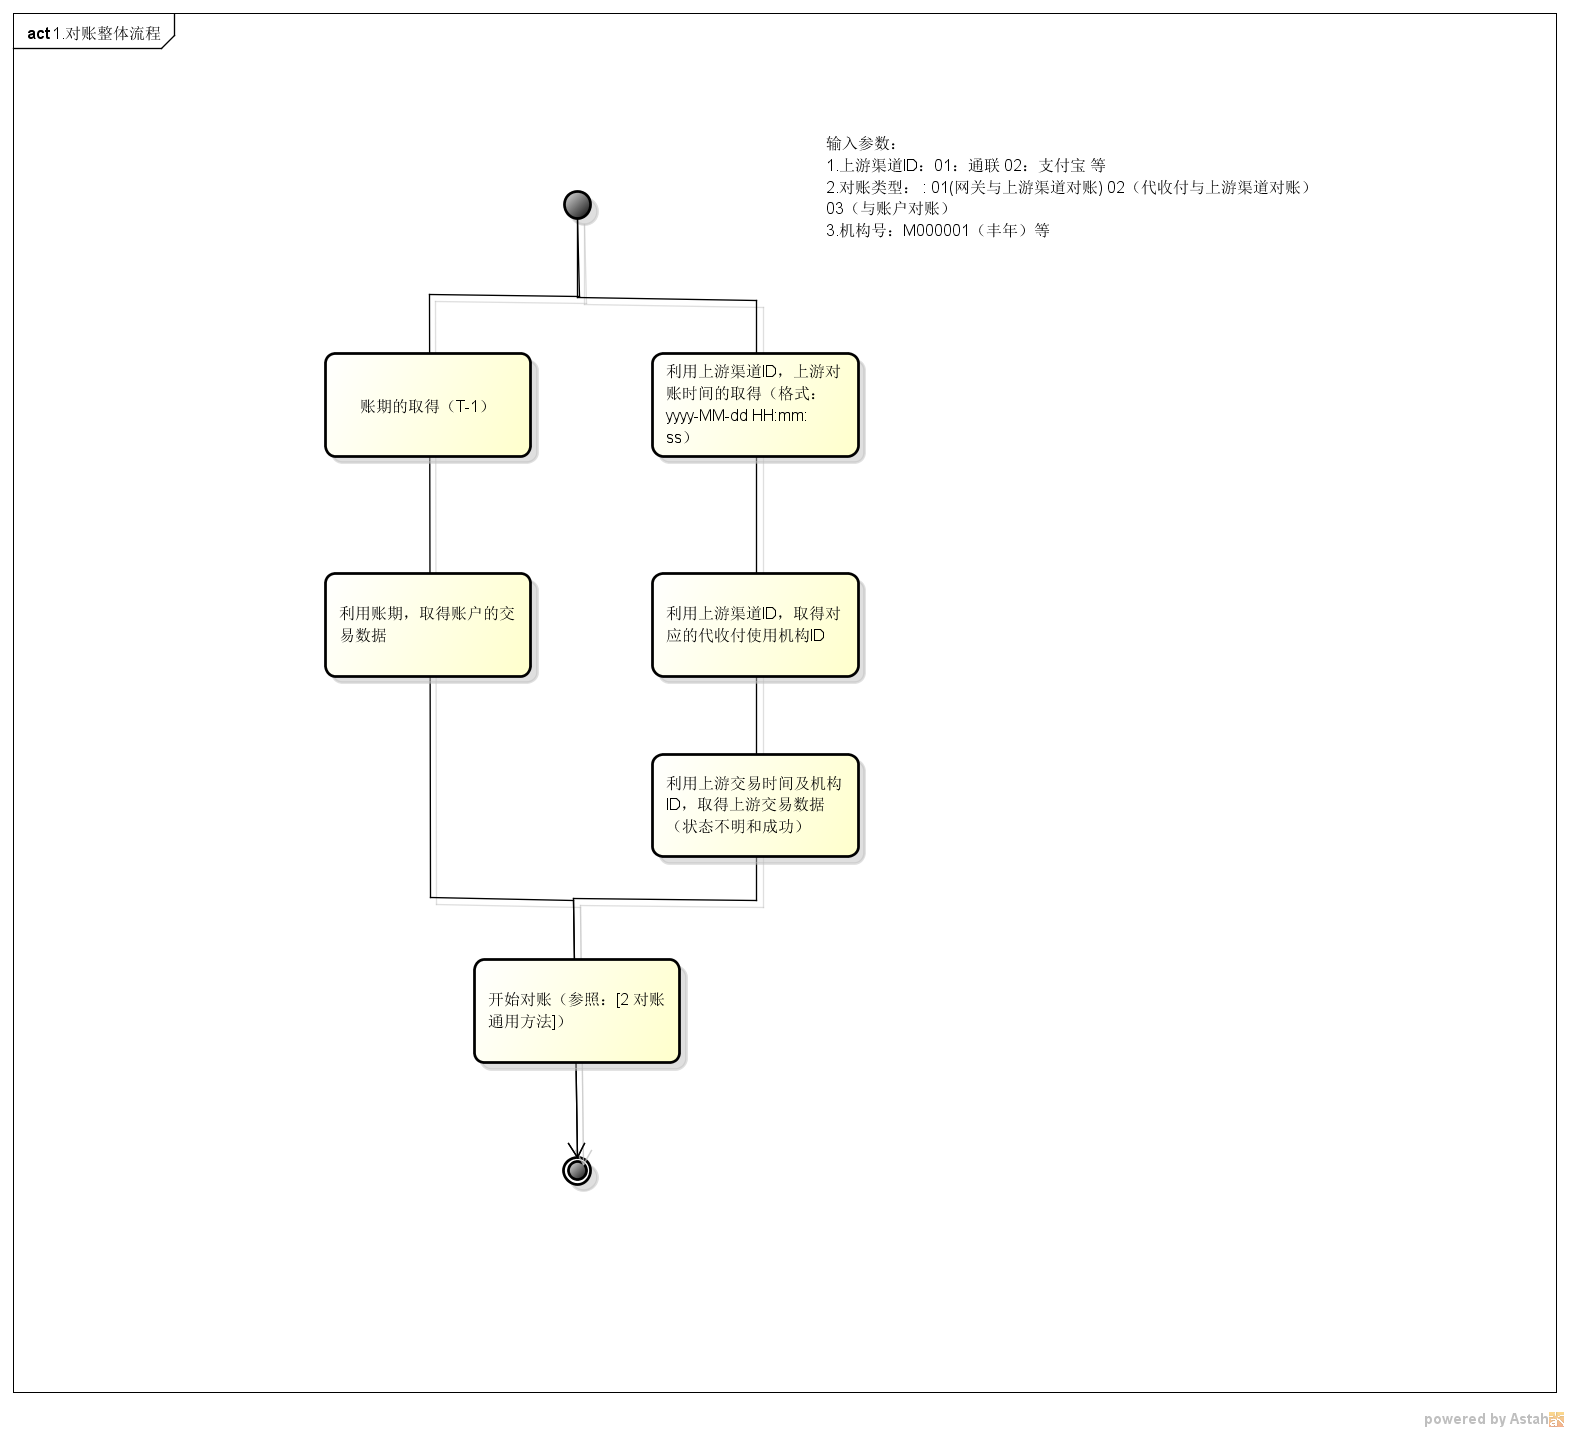 act 1.对账整体流程
输入参数：
1.上游渠道ID：01：通联 02：支付宝 等
2.对账类型： : 01(网关与上游渠道对账) 02（代收付与上游渠道对账）
03（与账户对账）
3.机构号：M000001（丰年）等
账期的取得（T-1）
利用上游渠道ID，上游对
账时间的取得（格式：
yyyy-MM-dd HH:mm:
ss）
利用账期，取得账户的交
易数据
利用上游渠道ID，取得对
应的代收付使用机构ID
利用上游交易时间及机构
ID，取得上游交易数据
（状态不明和成功）
开始对账（参照：[2 对账
通用方法]）
powered by Astah